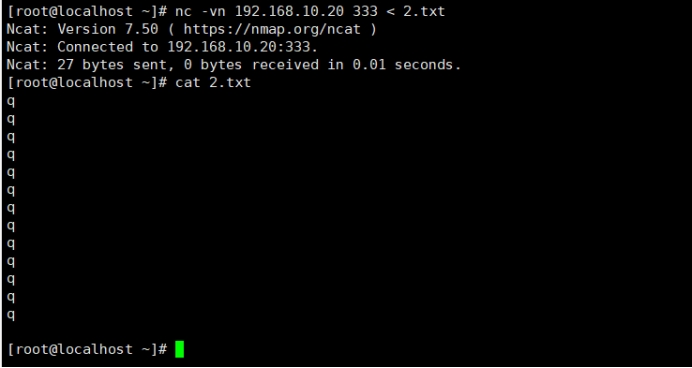 [root@localhost ~]# nc -vn 192.168.10.20 333 < 2.txt
Ncat: Version 7.50 ( https://nmap.org/ncat )
Ncat: Connected to 192.168.10.20:333.
Ncat: 27 bytes sent, 0 bytes received in 0.01 seconds.
[root@localhost ~]# cat 2.txt
q
q
q
q
q
q
q
q
q
q
q
q
q

[root@localhost ~]#